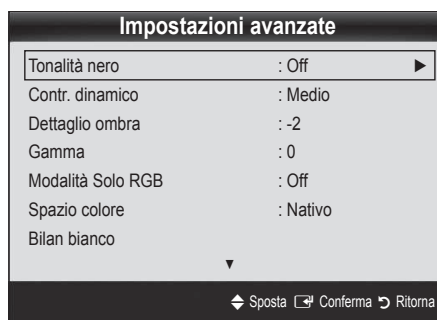 Impostazioni avanzate
Tonalità nero : Off ►
Contr. dinamico : Medio
Dettaglio ombra : -2
Gamma : 0
Modalità Solo RGB : Off
Spazio colore : Nativo
Bilan bianco
▼
Sposta Conferma Ritorna